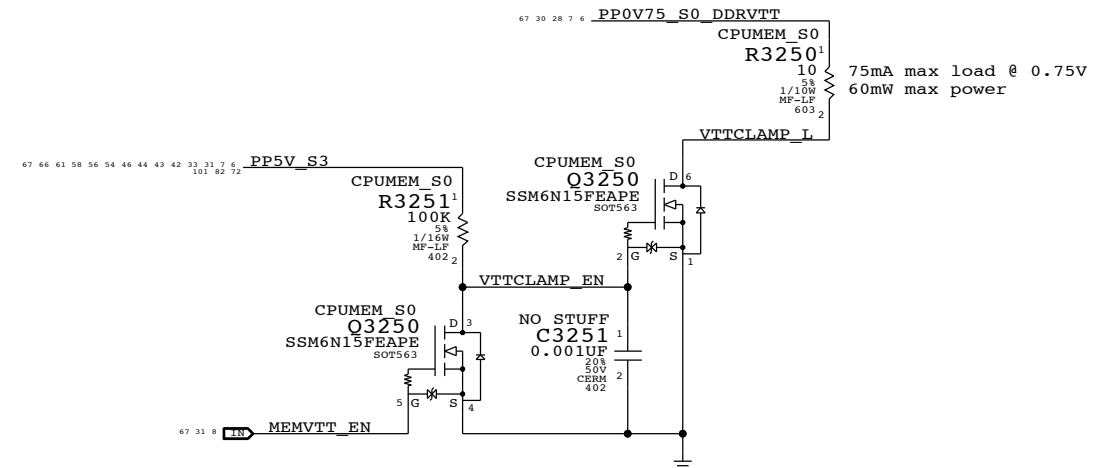 67 30 28 7 6 PP0V75_S0_DDRVTT
CPUMEM_S0
R3250 1
10
5%
1/10W
MF-LF
603 2
75mA max load @ 0.75V
60mW max power
VTTCLAMP_L
67 66 61 58 56 54 46 44 43 42 33 31 7 6 PP5V_S3
101 82 72
CPUMEM_S0
R3251 1
100K
5%
1/16W
MF-LF
402 2
CPUMEM_S0
Q3250
SSM6N15FEAPE
SOT563
D 6
2 G S 1
VTTCLAMP_EN
CPUMEM_S0
Q3250
SSM6N15FEAPE
SOT563
D 3
5 G S 4
NO STUFF
C3251 1
0.001UF
20%
50V
CERM
402
2
67 31 8 IN MEMVTT_EN